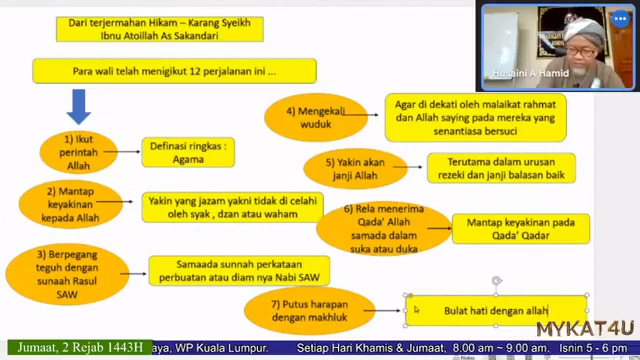 Dari terjermahan Hikam – Karang Syeikh
Ibnu Atoillah As Sakandari
Para wali telah menigikut 12 perjalanan ini ...
1) Ikut
perintah
Allah
Definasi ringkas :
Agama
2) Mantap
keyakinan
kepada Allah
Yakin yang jazam yakni tidak di celahi
oleh syak , dzan atau waham
3) Berpegang
teguh dengan
sunaah Rasul
SAW
Samaada sunnah perkataan
perbuatan atau diam nya Nabi SAW
4) Mengekali
wuduk
Agar di dekati oleh malaikat rahmat
dan Allah saying pada mereka yang
senantiasa bersuci
5) Yakin akan
janji Allah
Terutama dalam urusan
rezeki dan janji balasan baik
6) Rela menerima
Qada' Allah
samada dalam
suka atau duka
Mantap keyakinan pada
Qada' Qadar
7) Putus harapan
dengan makhluk
Bulat hati dengan allah
Husaini A Hamid
MYKAT4U
Jumaat, 2 Rejab 1443H
aya, WP Kuala Lumpur. Setiap Hari Khamis & Jumaat, 8.00 am ~ 9.00 am. Isnin 5 - 6 pm